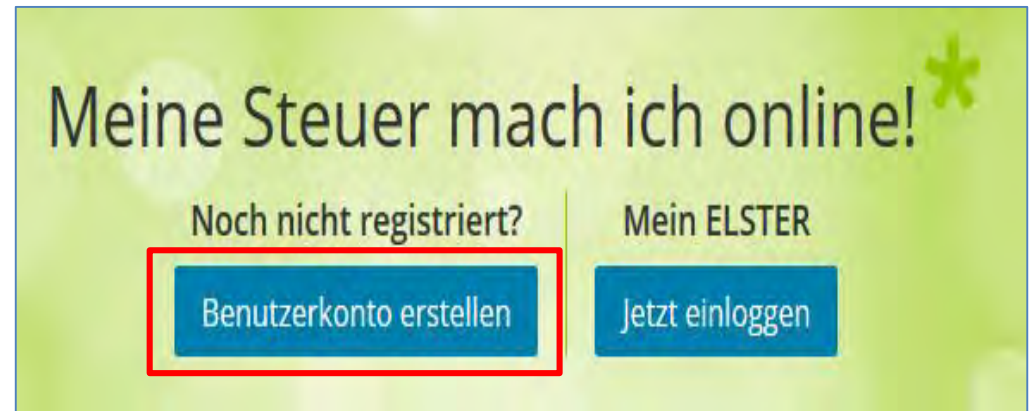 Meine Steuer mach ich online!*
Noch nicht registriert?
Benutzerkonto erstellen
Mein ELSTER
Jetzt einloggen